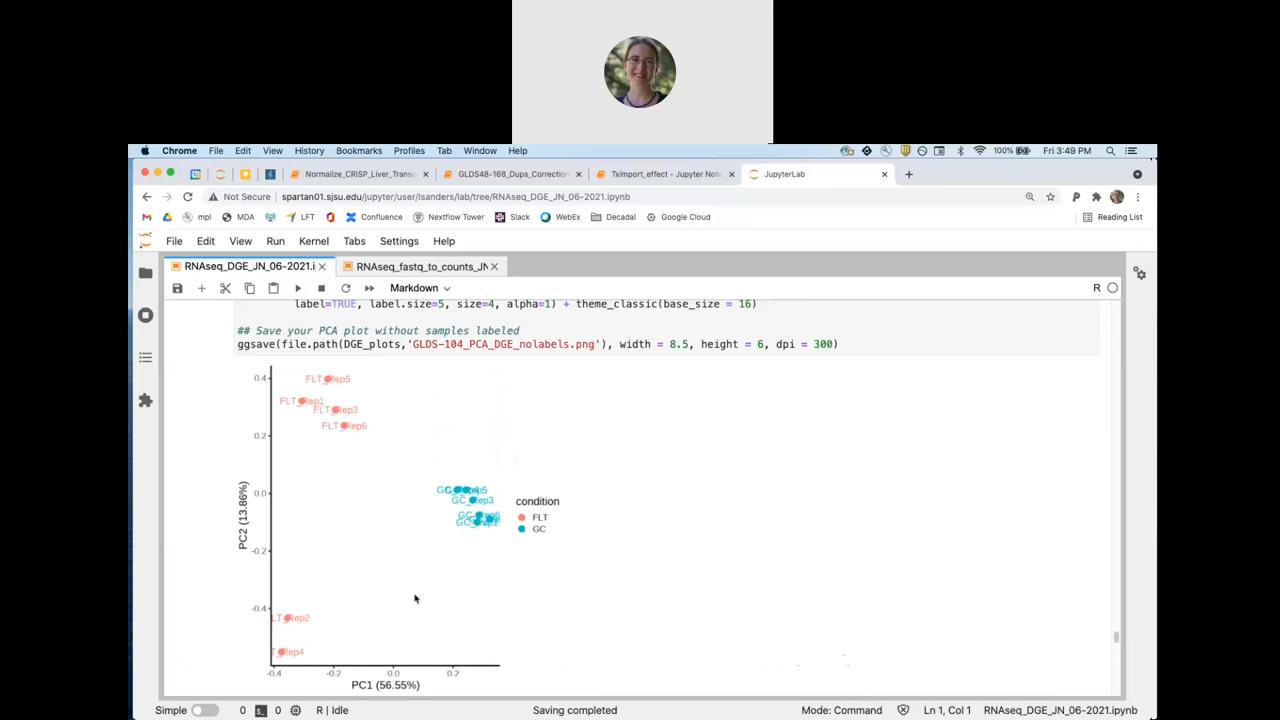 Chrome File Edit View History Bookmarks Profiles Tab Window Help 100% Fri 3:49 PM
Normalize_CRISP_Liver_Transc × GLDS48-168_Dups_Correction × Tximport_effect - Jupyter Not × JupyterLab ×
Not Secure | spartan01.sjsu.edu/jupyter/user/lsanders/lab/tree/RNAseq_DGE_JN_06-2021.ipynb
mpl MDA LFT Confluence Nextflow Tower Slack WebEx Decadal Google Cloud Reading List
File Edit View Run Kernel Tabs Settings Help
RNAseq_DGE_JN_06-2021.i × RNAseq_fastq_to_counts_JN ×
Markdown R
label=TRUE, label.size=5, size=4, alpha=1) + theme_classic(base_size = 16)
## Save your PCA plot without samples labeled
ggsave(file.path(DGE_plots,'GLDS-104_PCA_DGE_nolabels.png'), width = 8.5, height = 6, dpi = 300)
0.4
FLT_Rep5
FLT_Rep1
FLT_Rep3
FLT_Rep6
0.2
0.0
GC_Rep3
condition
FLT
GC
PC2 (13.86%)
-0.2
-0.4
LT_Rep2
T_Rep4
-0.4 -0.2 0.0 0.2
PC1 (56.55%)
Simple 0 0 R | Idle Saving completed Mode: Command Ln 1, Col 1 RNAseq_DGE_JN_06-2021.ipynb